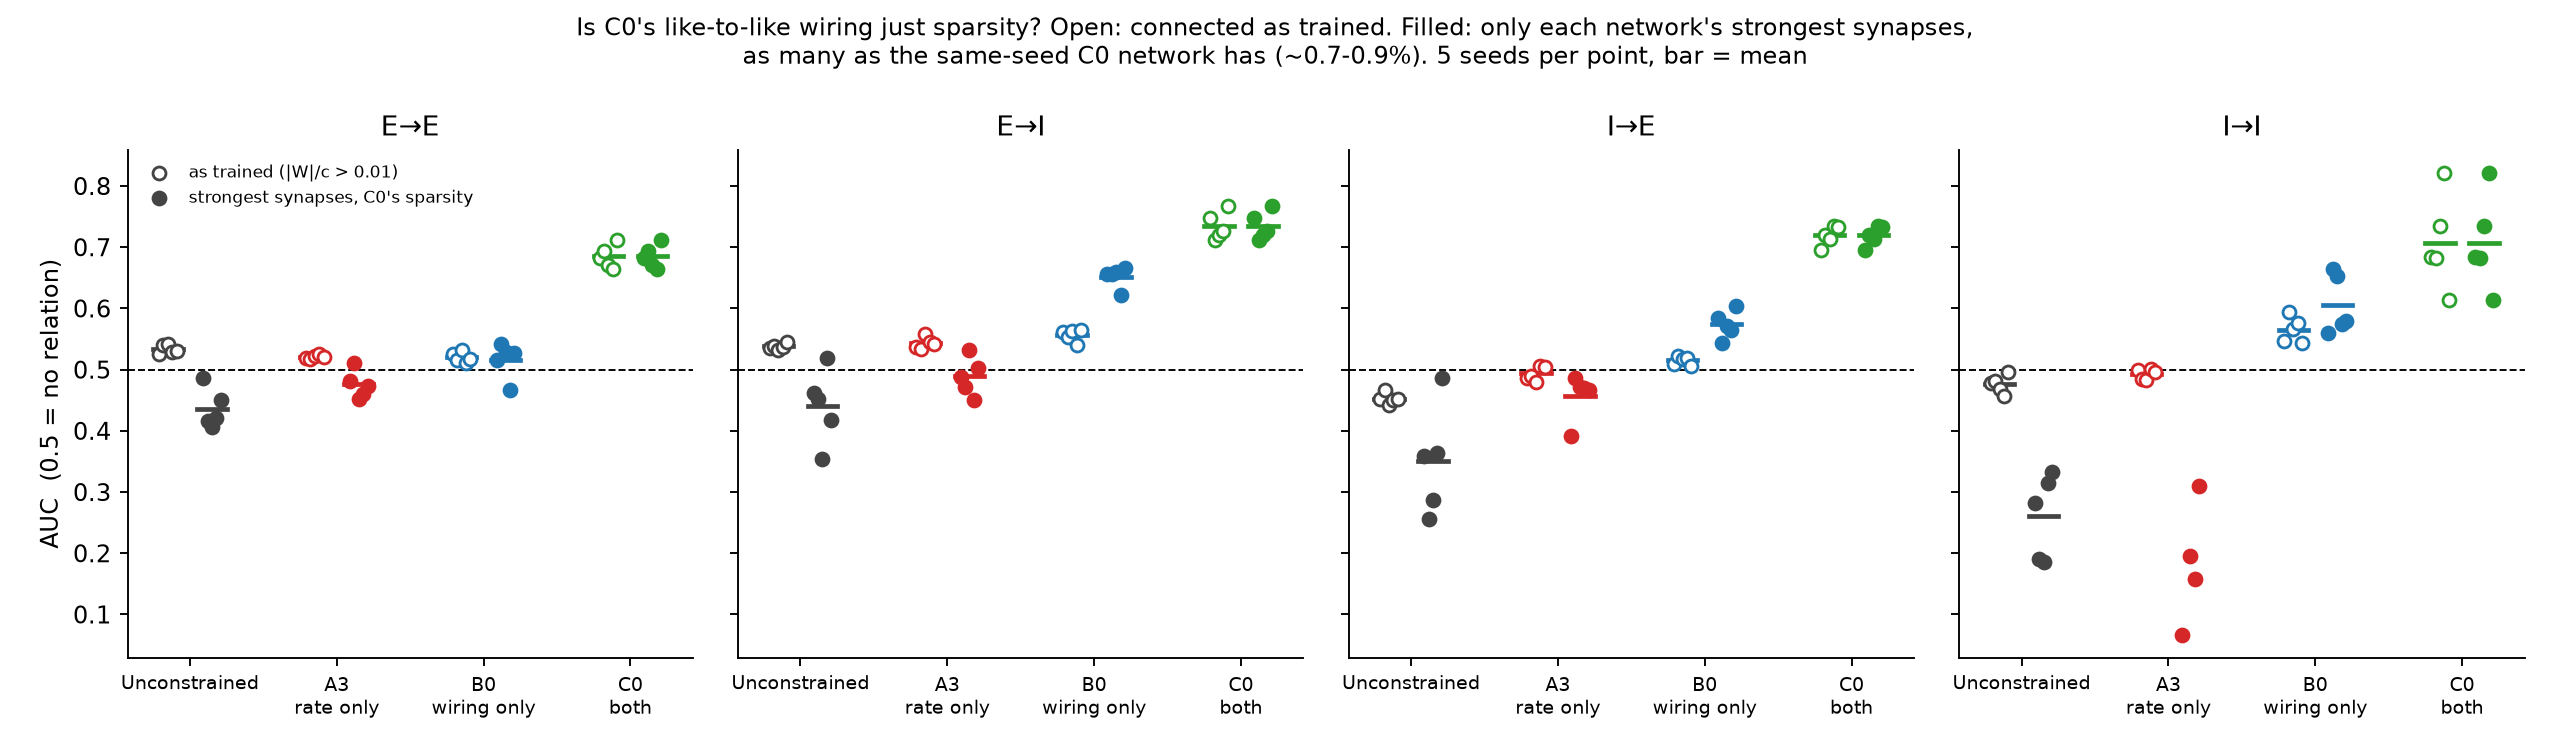 Is C0's like-to-like wiring just sparsity? Open: connected as trained. Filled: only each network's strongest synapses,
as many as the same-seed C0 network has (~0.7-0.9%). 5 seeds per point, bar = mean
E→E
E→I
I→E
I→I
as trained (|W|/c > 0.01)
strongest synapses, C0's sparsity
AUC (0.5 = no relation)
0.8
0.7
0.6
0.5
0.4
0.3
0.2
0.1
Unconstrained
A3
rate only
B0
wiring only
C0
both
Unconstrained
A3
rate only
B0
wiring only
C0
both
Unconstrained
A3
rate only
B0
wiring only
C0
both
Unconstrained
A3
rate only
B0
wiring only
C0
both